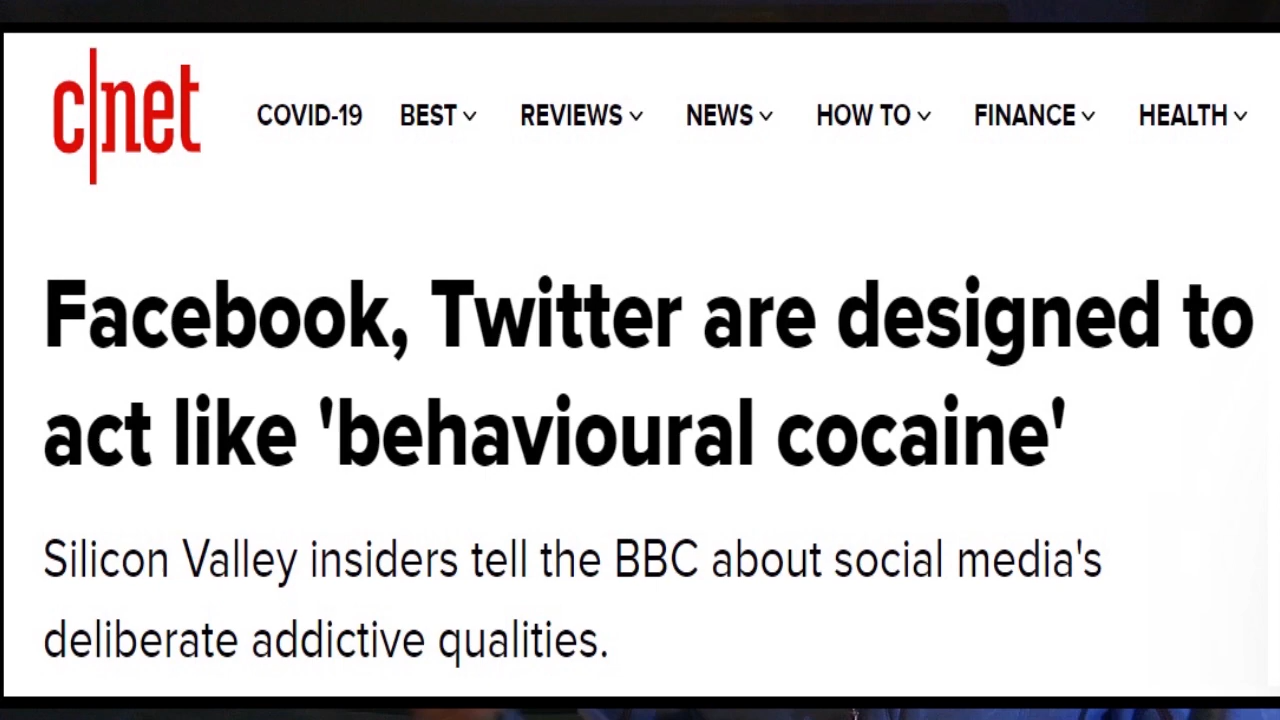 c|net COVID-19 BEST REVIEWS NEWS HOW TO FINANCE HEALTH
Facebook, Twitter are designed to
act like 'behavioural cocaine'
Silicon Valley insiders tell the BBC about social media's
deliberate addictive qualities.